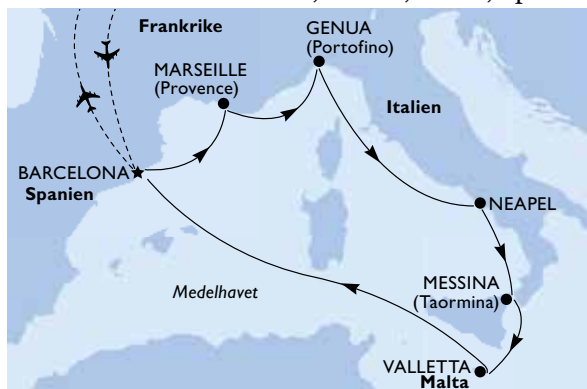 Frankrike
GENUA
(Portofino)
MARSEILLE
(Provence)
Italien
BARCELONA
Spanien
NEAPEL
MESSINA
(Taormina)
Medelhavet
VALLETTA
Malta